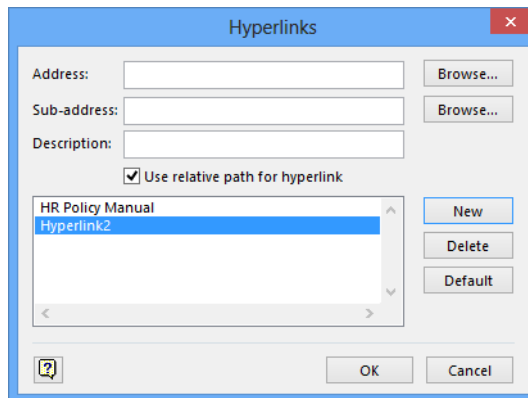 Hyperlinks
Address:
Browse...
Sub-address:
Browse...
Description:
Use relative path for hyperlink
HR Policy Manual
Hyperlink2
New
Delete
Default
OK
Cancel